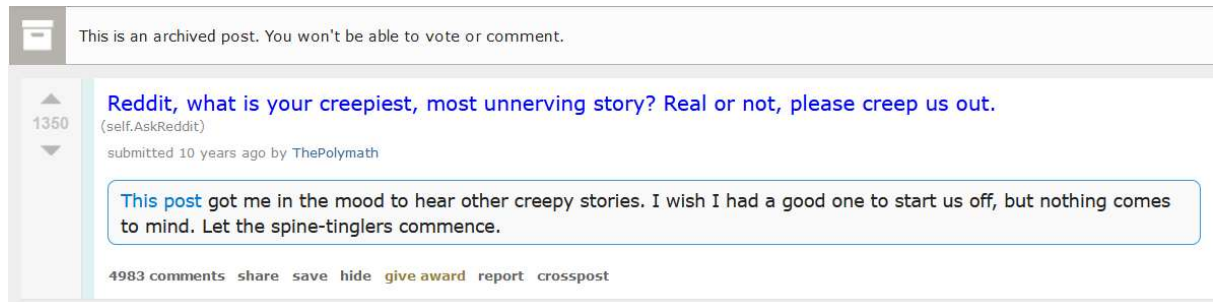 This is an archived post. You won't be able to vote or comment.
Reddit, what is your creepiest, most unnerving story? Real or not, please creep us out.
1350
(self.AskReddit)
submitted 10 years ago by ThePolymath
This post got me in the mood to hear other creepy stories. I wish I had a good one to start us off, but nothing comes
to mind. Let the spine-tinglers commence.
4983 comments share save hide give award report crosspost